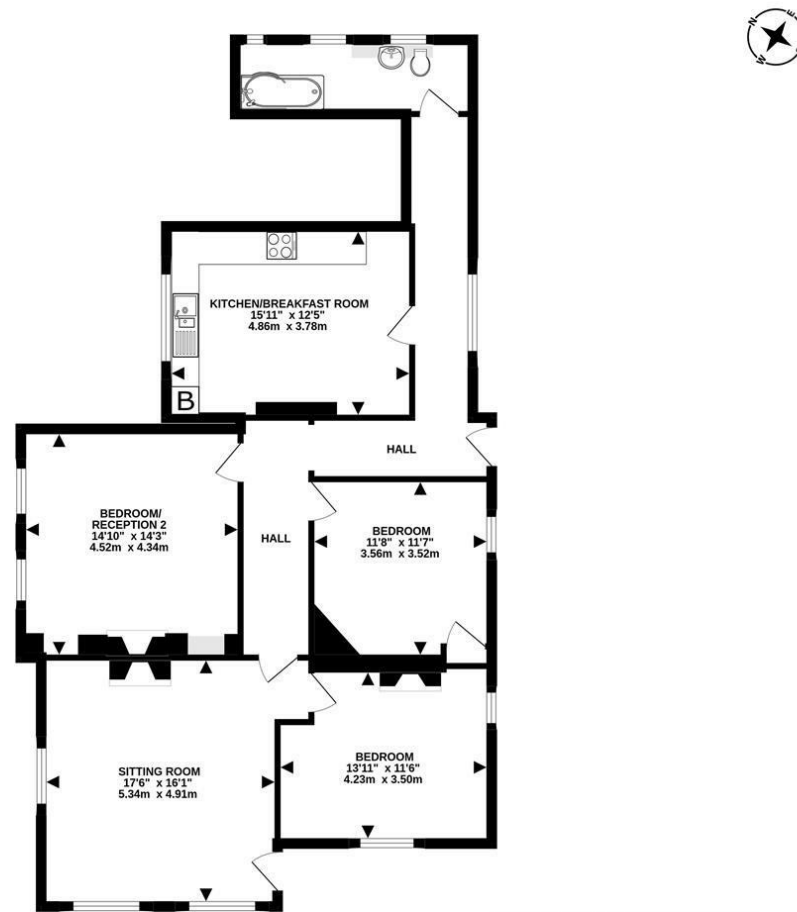 N
E
W
KITCHEN/BREAKFAST ROOM
15'11" x 12'5"
4.86m x 3.78m
B
HALL
BEDROOM/
RECEPTION 2
14'10" x 14'3"
4.52m x 4.34m
HALL
BEDROOM
11'8" x 11'7"
3.56m x 3.52m
SITTING ROOM
17'6" x 16'1"
5.34m x 4.91m
BEDROOM
13'11" x 11'6"
4.23m x 3.50m